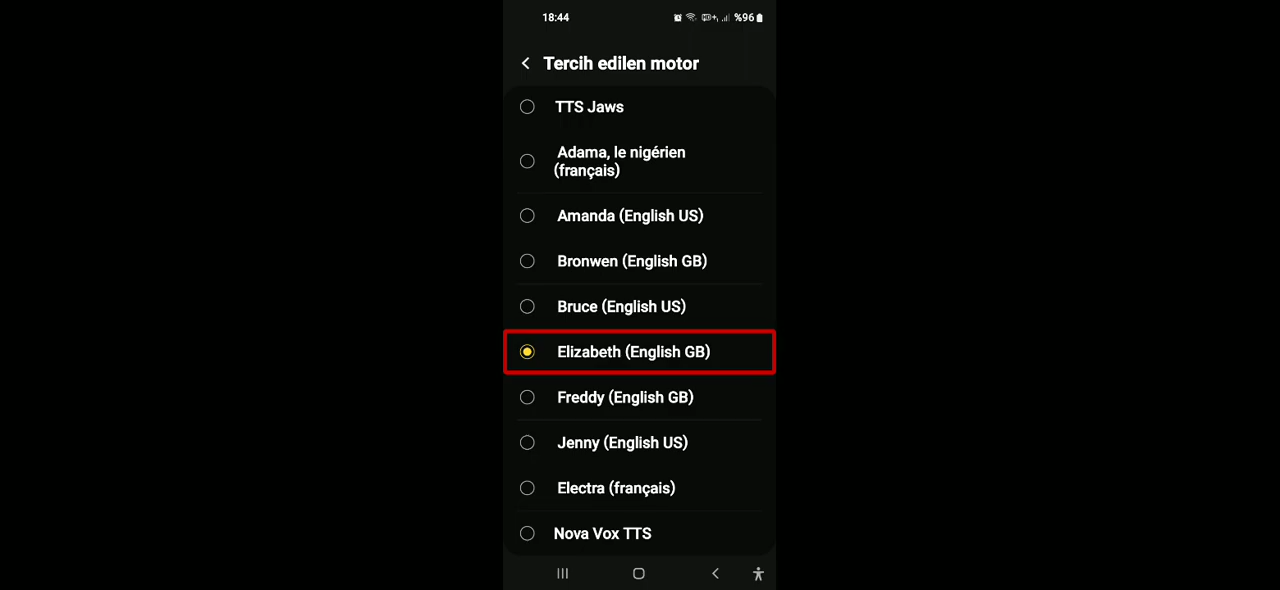 18:44
%96
Tercih edilen motor
TTS Jaws
Adama, le nigérien
(français)
Amanda (English US)
Bronwen (English GB)
Bruce (English US)
Elizabeth (English GB)
Freddy (English GB)
Jenny (English US)
Electra (français)
Nova Vox TTS